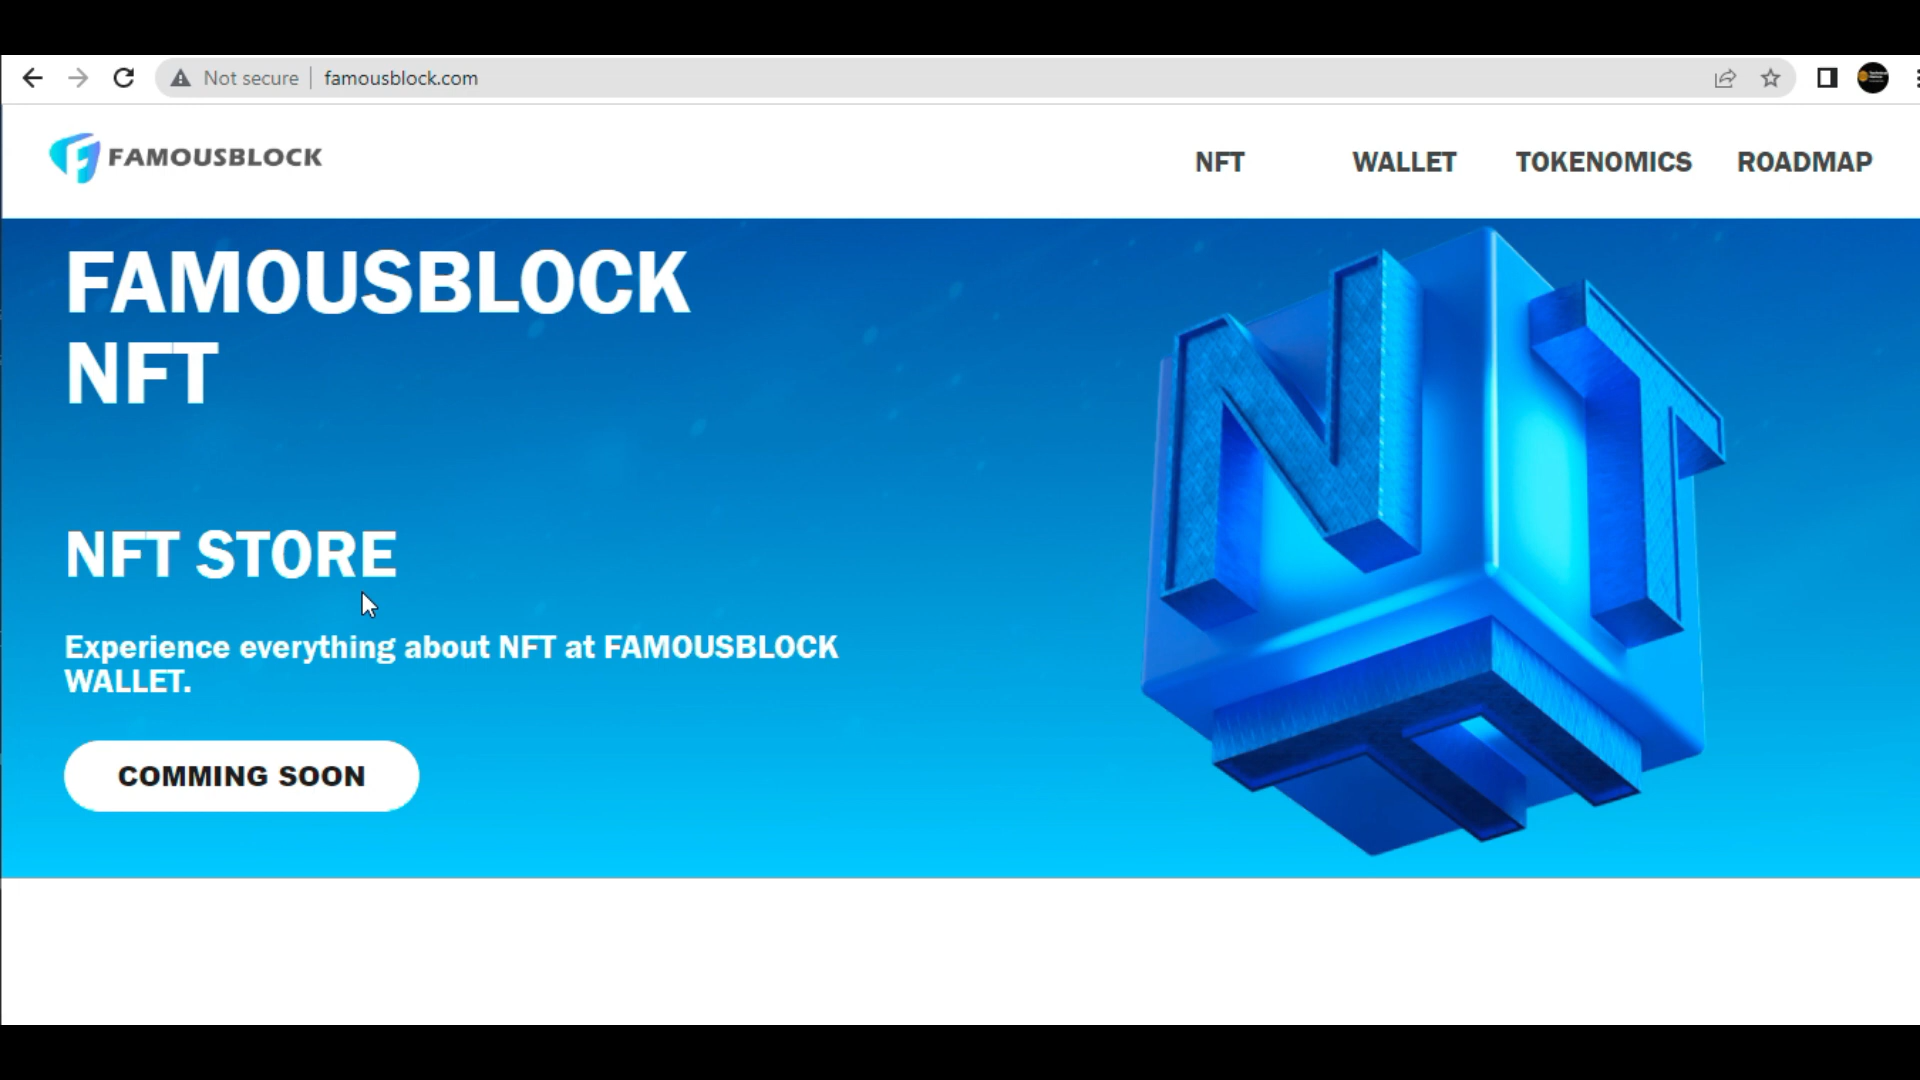 Not secure famousblock.com
FAMOUSBLOCK NFT WALLET TOKENOMICS ROADMAP
FAMOUSBLOCK
NFT
NFT STORE
Experience everything about NFT at FAMOUSBLOCK
WALLET.
COMMING SOON
N T
F